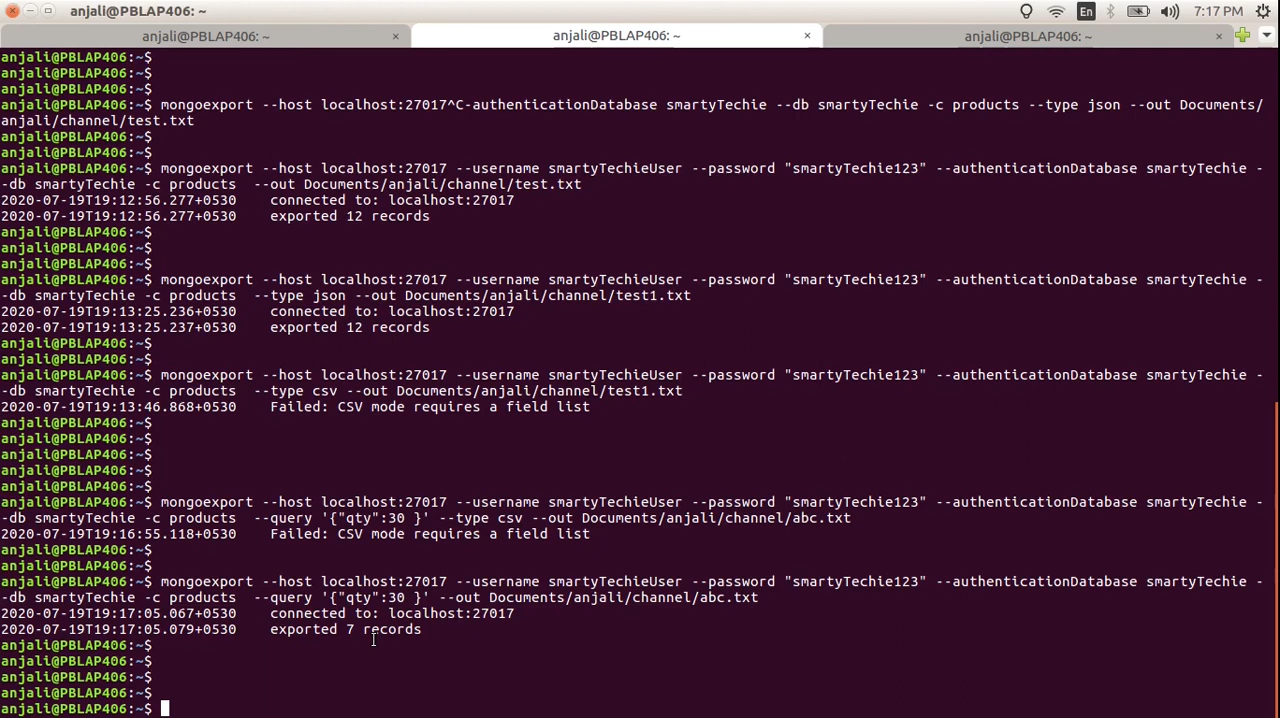 anjali@PBLAP406: ~
En
7:17 PM
anjali@PBLAP406: ~ ×
anjali@PBLAP406: ~ ×
anjali@PBLAP406: ~ ×
anjali@PBLAP406:~$
anjali@PBLAP406:~$
anjali@PBLAP406:~$
anjali@PBLAP406:~$ mongoexport --host localhost:27017^C-authenticationDatabase smartyTechie --db smartyTechie -c products --type json --out Documents/
anjali/channel/test.txt
anjali@PBLAP406:~$
anjali@PBLAP406:~$
anjali@PBLAP406:~$ mongoexport --host localhost:27017 --username smartyTechieUser --password "smartyTechie123" --authenticationDatabase smartyTechie -
-db smartyTechie -c products  --out Documents/anjali/channel/test.txt
2020-07-19T19:12:56.277+0530    connected to: localhost:27017
2020-07-19T19:12:56.277+0530    exported 12 records
anjali@PBLAP406:~$
anjali@PBLAP406:~$
anjali@PBLAP406:~$
anjali@PBLAP406:~$ mongoexport --host localhost:27017 --username smartyTechieUser --password "smartyTechie123" --authenticationDatabase smartyTechie -
-db smartyTechie -c products  --type json --out Documents/anjali/channel/test1.txt
2020-07-19T19:13:25.236+0530    connected to: localhost:27017
2020-07-19T19:13:25.237+0530    exported 12 records
anjali@PBLAP406:~$
anjali@PBLAP406:~$
anjali@PBLAP406:~$ mongoexport --host localhost:27017 --username smartyTechieUser --password "smartyTechie123" --authenticationDatabase smartyTechie -
-db smartyTechie -c products  --type csv --out Documents/anjali/channel/test1.txt
2020-07-19T19:13:46.868+0530    Failed: CSV mode requires a field list
anjali@PBLAP406:~$
anjali@PBLAP406:~$
anjali@PBLAP406:~$
anjali@PBLAP406:~$
anjali@PBLAP406:~$
anjali@PBLAP406:~$ mongoexport --host localhost:27017 --username smartyTechieUser --password "smartyTechie123" --authenticationDatabase smartyTechie -
-db smartyTechie -c products  --query '{"qty":30 }' --type csv --out Documents/anjali/channel/abc.txt
2020-07-19T19:16:55.118+0530    Failed: CSV mode requires a field list
anjali@PBLAP406:~$
anjali@PBLAP406:~$
anjali@PBLAP406:~$ mongoexport --host localhost:27017 --username smartyTechieUser --password "smartyTechie123" --authenticationDatabase smartyTechie -
-db smartyTechie -c products  --query '{"qty":30 }' --out Documents/anjali/channel/abc.txt
2020-07-19T19:17:05.067+0530    connected to: localhost:27017
2020-07-19T19:17:05.079+0530    exported 7 records
anjali@PBLAP406:~$
anjali@PBLAP406:~$
anjali@PBLAP406:~$
anjali@PBLAP406:~$
anjali@PBLAP406:~$